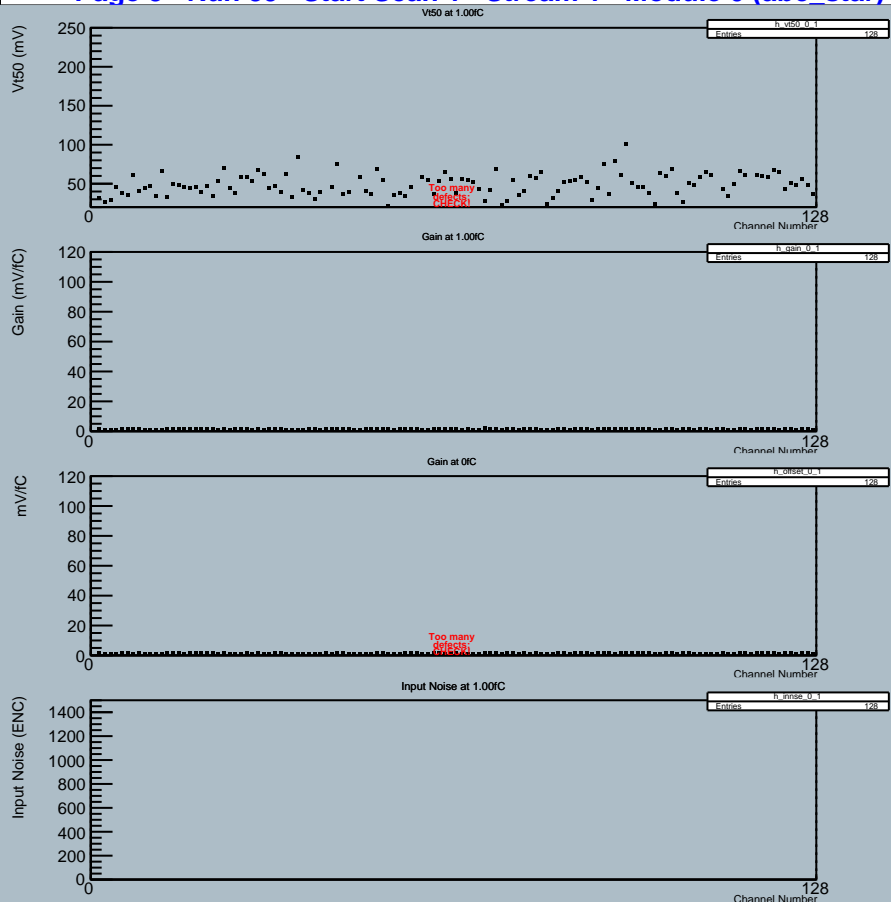 Vt50 at 1.00fC
h_vt50_0_1
Entries 128
Vt50 (mV)
250
200
150
100
50
Too many
defects;
CHECK!
0
128
Channel Number
Gain at 1.00fC
h_gain_0_1
Entries 128
Gain (mV/fC)
120
100
80
60
40
20
0
0
128
Channel Number
Gain at 0fC
h_offset_0_1
Entries 128
mV/fC
120
100
80
60
40
20
Too many
defects;
CHECK!
0
0
128
Channel Number
Input Noise at 1.00fC
h_innse_0_1
Entries 128
Input Noise (ENC)
1400
1200
1000
800
600
400
200
0
0
128
Channel Number